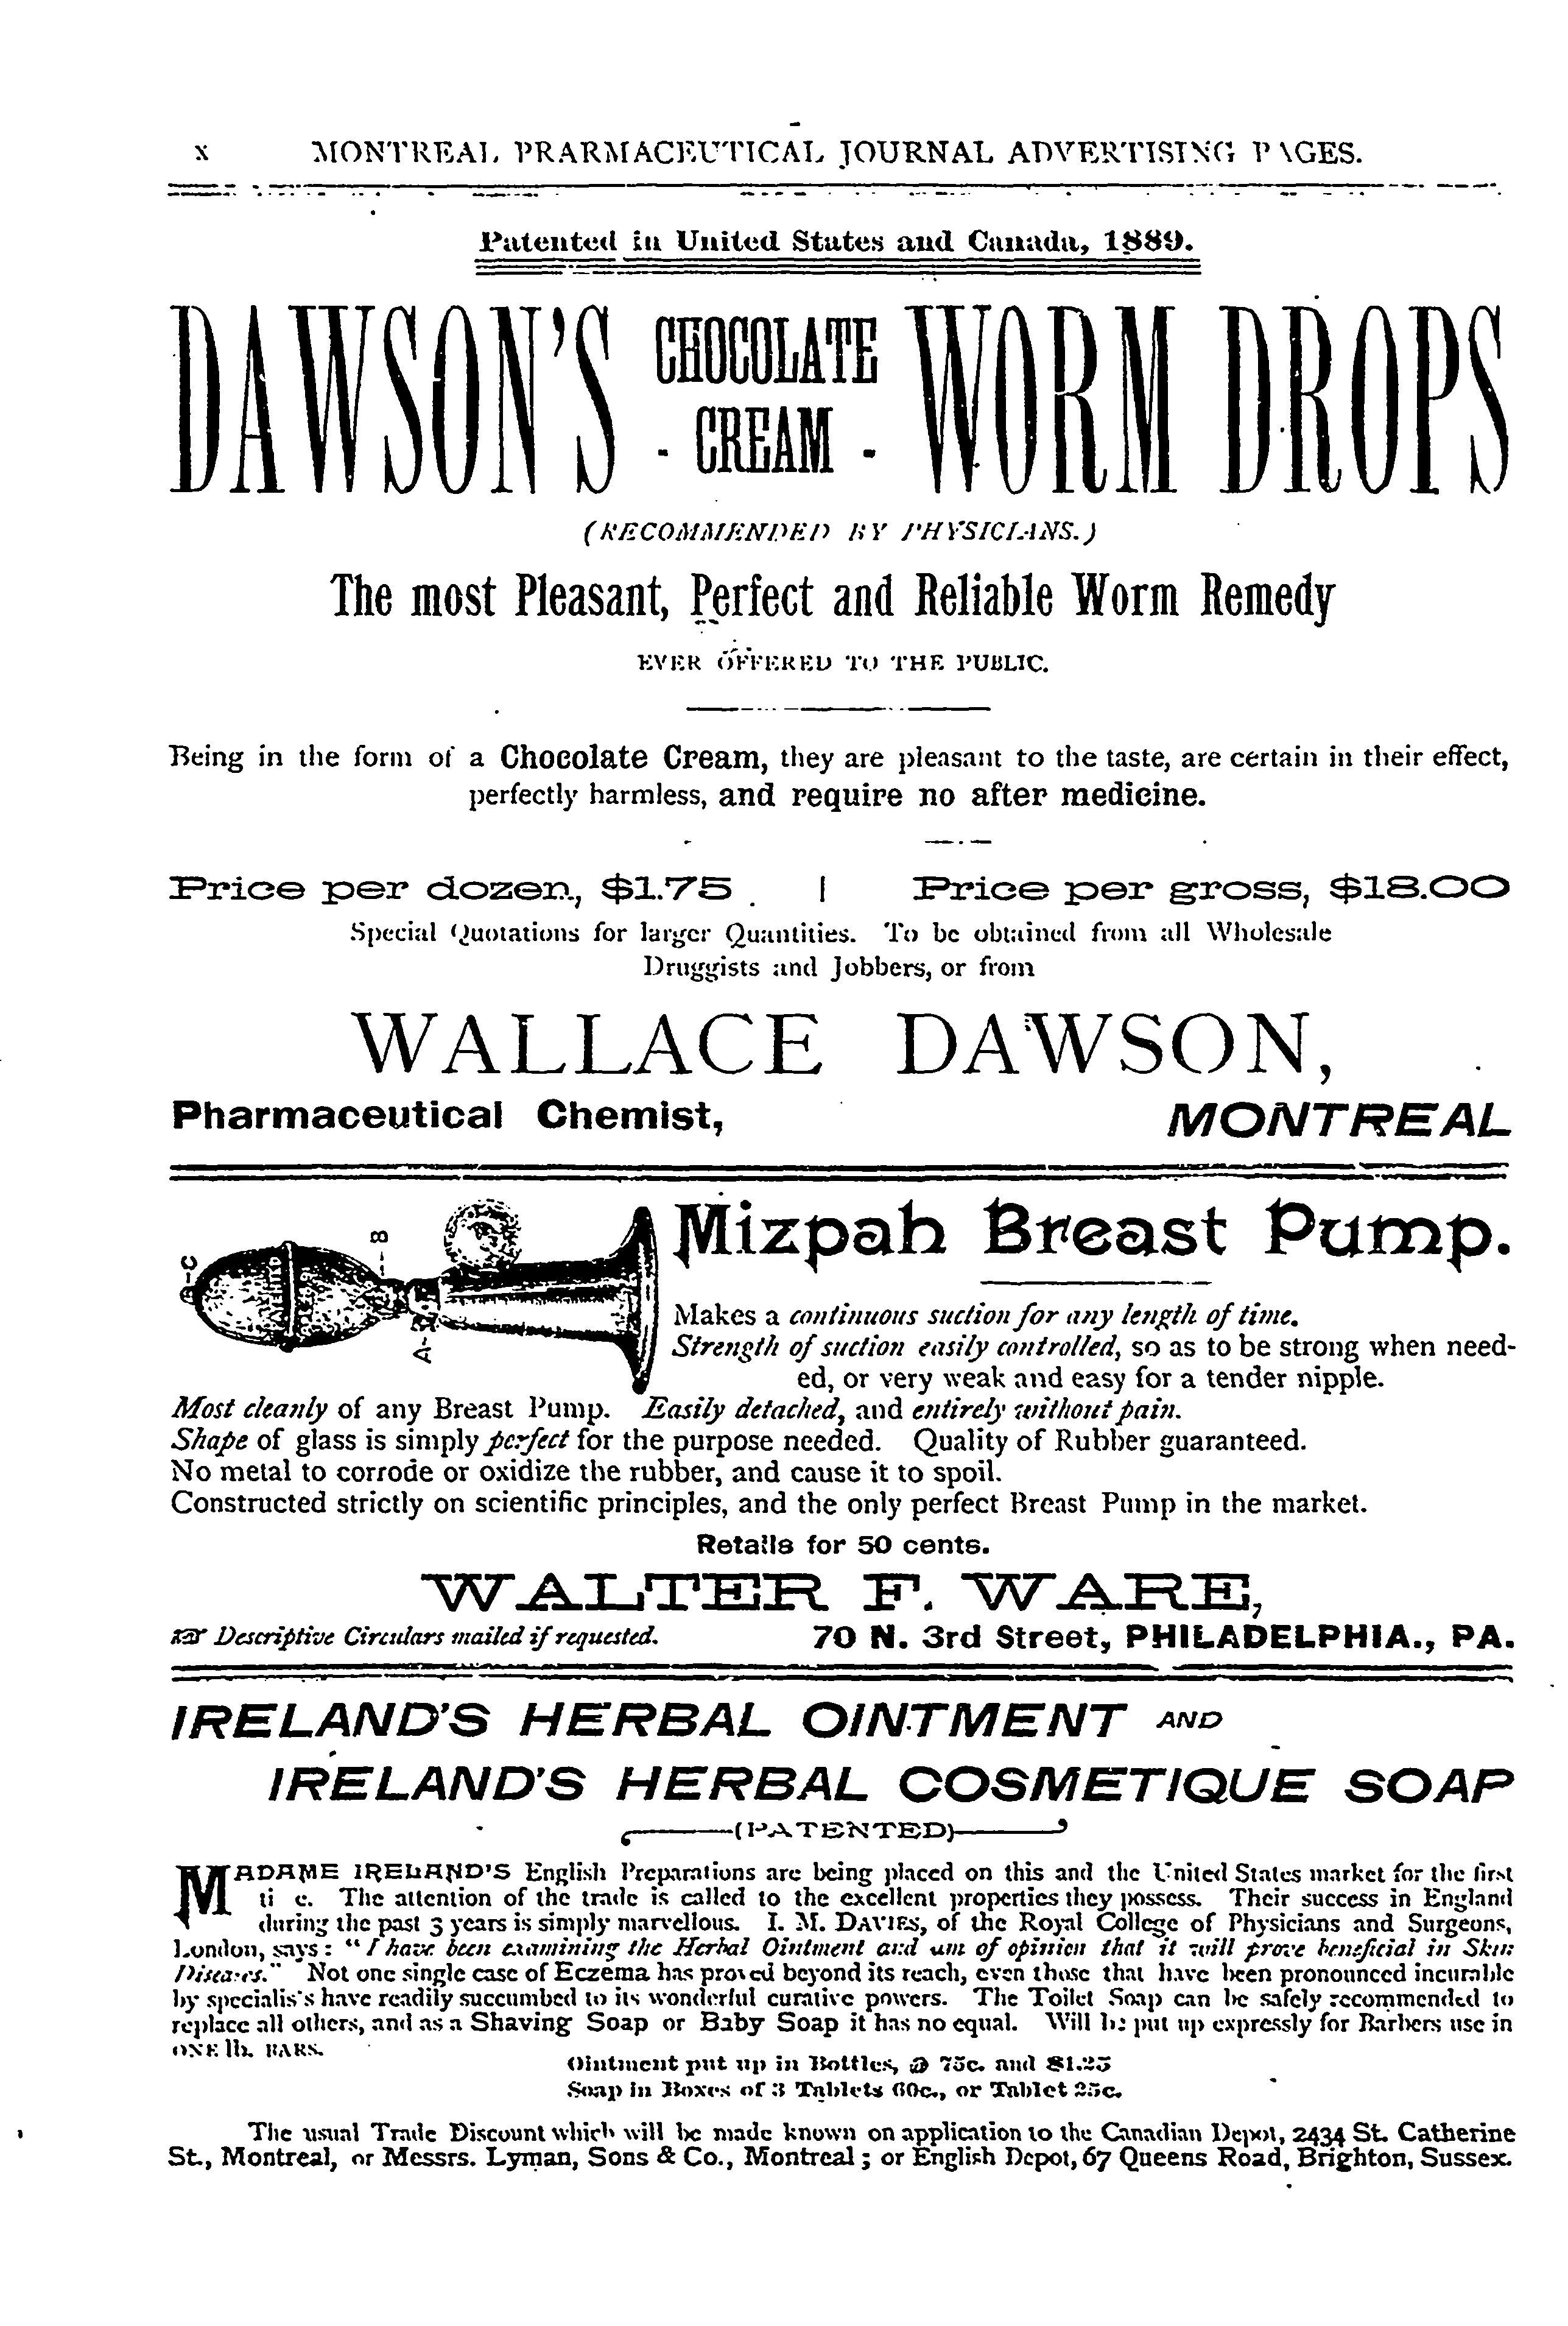 x MONTREAL PRARMACEUTICAL JOURNAL ADVERTISING PAGES.
Patented in United States and Canada, 1889.
DAWSON'S CHOCOLATE - CREAM - WORM DROPS
(RECOMMENDED BY PHYSICIANS.)
The most Pleasant, Perfect and Reliable Worm Remedy
EVER OFFERED TO THE PUBLIC.
Being in the form of a Chocolate Cream, they are pleasant to the taste, are certain in their effect,
perfectly harmless, and require no after medicine.
Price per dozen, $1.75 | Price per gross, $18.00
Special Quotations for larger Quantities. To be obtained from all Wholesale
Druggists and Jobbers, or from
WALLACE DAWSON,
Pharmaceutical Chemist, MONTREAL
Mizpah Breast Pump.
B-C
B
A-
Makes a continuous suction for any length of time.
Strength of suction easily controlled, so as to be strong when need-
ed, or very weak and easy for a tender nipple.
Most cleanly of any Breast Pump. Easily detached, and entirely without pain.
Shape of glass is simply perfect for the purpose needed. Quality of Rubber guaranteed.
No metal to corrode or oxidize the rubber, and cause it to spoil.
Constructed strictly on scientific principles, and the only perfect Breast Pump in the market.
Retails for 50 cents.
WALTER F. WARE,
☞ Descriptive Circulars mailed if requested. 70 N. 3rd Street, PHILADELPHIA., PA.
IRELAND'S HERBAL OINTMENT AND
IRELAND'S HERBAL COSMETIQUE SOAP
(PATENTED)
MADAME IRELAND'S English Preparations are being placed on this and the United States market for the first
ti e. The attention of the trade is called to the excellent properties they possess. Their success in England
during the past 3 years is simply marvellous. I. M. DAVIES, of the Royal College of Physicians and Surgeons,
London, says: "I have been examining the Herbal Ointment and am of opinion that it will prove beneficial in Skin
Diseases." Not one single case of Eczema has proved beyond its reach, even those that have been pronounced incurable
by specialis's have readily succumbed to its wonderful curative powers. The Toilet Soap can be safely recommended to
replace all others, and as a Shaving Soap or Baby Soap it has no equal. Will be put up expressly for Barbers use in
ONE lb. BARS.
Ointment put up in Bottles, @ 75c. and $1.25
Soap in Boxes of 3 Tablets 60c., or Tablet 25c.
The usual Trade Discount which will be made known on application to the Canadian Depot, 2434 St. Catherine
St., Montreal, or Messrs. Lyman, Sons & Co., Montreal; or English Depot, 67 Queens Road, Brighton, Sussex.